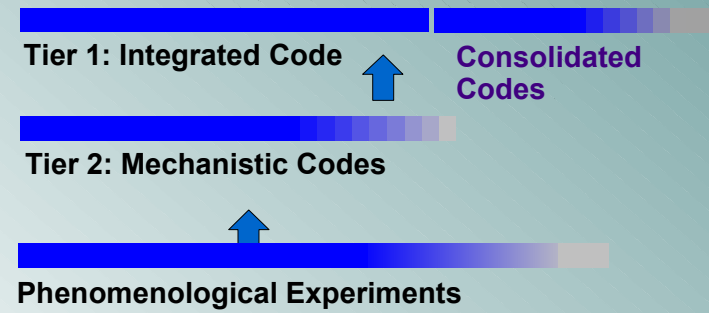 Tier 1: Integrated Code
Consolidated
Codes
Tier 2: Mechanistic Codes
Phenomenological Experiments